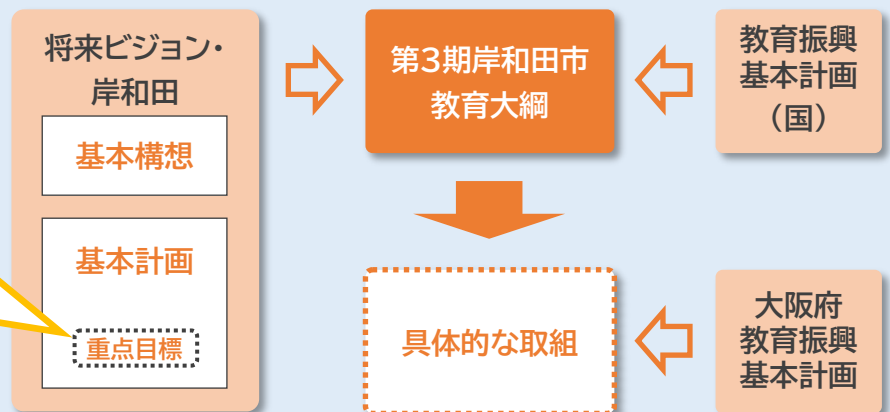 将来ビジョン・
岸和田
基本構想
基本計画
重点目標
第3期岸和田市
教育大綱
具体的な取組
教育振興
基本計画
（国）
大阪府
教育振興
基本計画